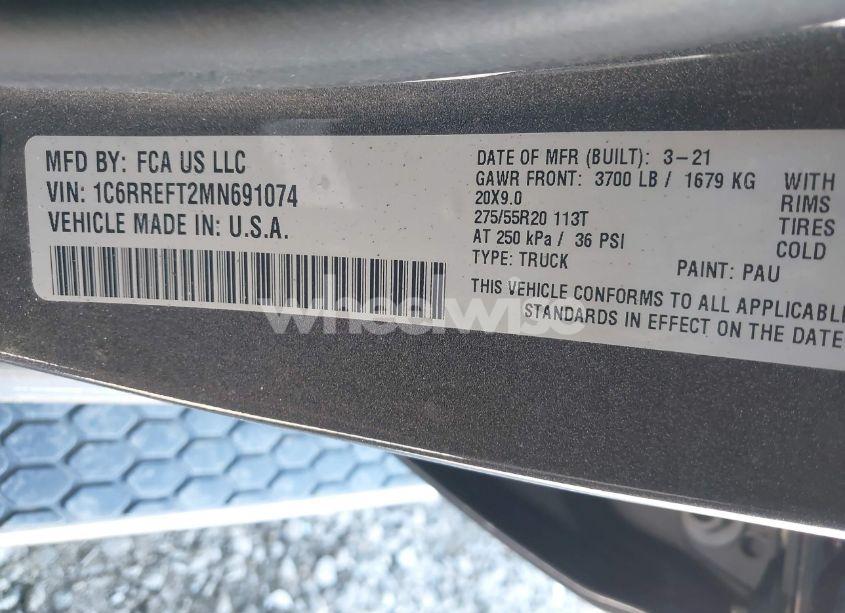 MFD BY: FCA US LLC
VIN: 1C6RREFT2MN691074
VEHICLE MADE IN: U.S.A.
DATE OF MFR (BUILT): 3-21
GAWR FRONT: 3700 LB / 1679 KG WITH
20X9.0 RIMS
275/55R20 113T TIRES
AT 250 kPa / 36 PSI COLD
TYPE: TRUCK PAINT: PAU
THIS VEHICLE CONFORMS TO ALL APPLICABLE
STANDARDS IN EFFECT ON THE DATE
wheelwise